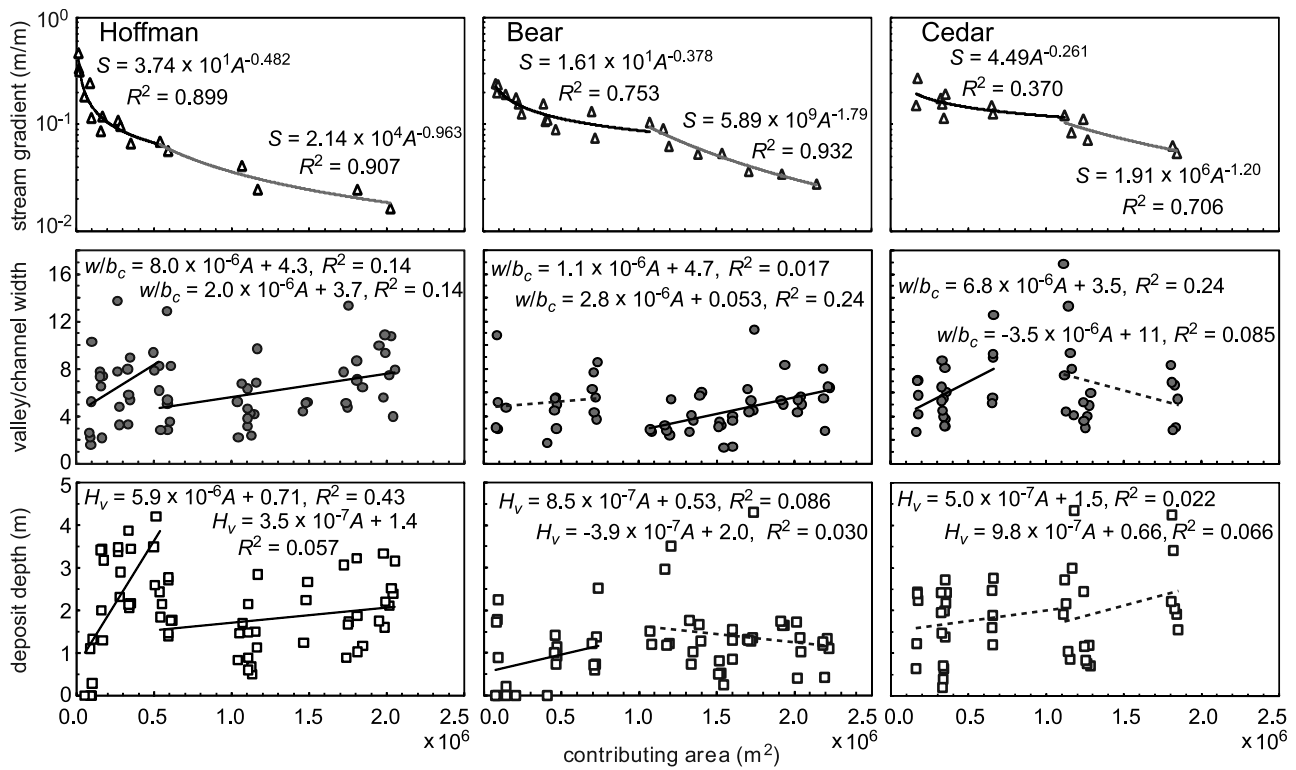 Hoffman
S = 3.74 x 10^1A^-0.482
R^2 = 0.899
S = 2.14 x 10^4A^-0.963
R^2 = 0.907
Bear
S = 1.61 x 10^1A^-0.378
R^2 = 0.753
S = 5.89 x 10^9A^-1.79
R^2 = 0.932
Cedar
S = 4.49A^-0.261
R^2 = 0.370
S = 1.91 x 10^6A^-1.20
R^2 = 0.706
stream gradient (m/m)
10^0
10^-1
10^-2
w/b_c = 8.0 x 10^-6A + 4.3, R^2 = 0.14
w/b_c = 2.0 x 10^-6A + 3.7, R^2 = 0.14
w/b_c = 1.1 x 10^-6A + 4.7, R^2 = 0.017
w/b_c = 2.8 x 10^-6A + 0.053, R^2 = 0.24
w/b_c = 6.8 x 10^-6A + 3.5, R^2 = 0.24
w/b_c = -3.5 x 10^-6A + 11, R^2 = 0.085
valley/channel width
16
12
8
4
0
H_v = 5.9 x 10^-6A + 0.71, R^2 = 0.43
H_v = 3.5 x 10^-7A + 1.4
R^2 = 0.057
H_v = 8.5 x 10^-7A + 0.53, R^2 = 0.086
H_v = -3.9 x 10^-7A + 2.0, R^2 = 0.030
H_v = 5.0 x 10^-7A + 1.5, R^2 = 0.022
H_v = 9.8 x 10^-7A + 0.66, R^2 = 0.066
deposit depth (m)
5
4
3
2
1
0
0.0 0.5 1.0 1.5 2.0
x 10^6
0.0 0.5 1.0 1.5 2.0
x 10^6
0.0 0.5 1.0 1.5 2.0
x 10^6
contributing area (m^2)